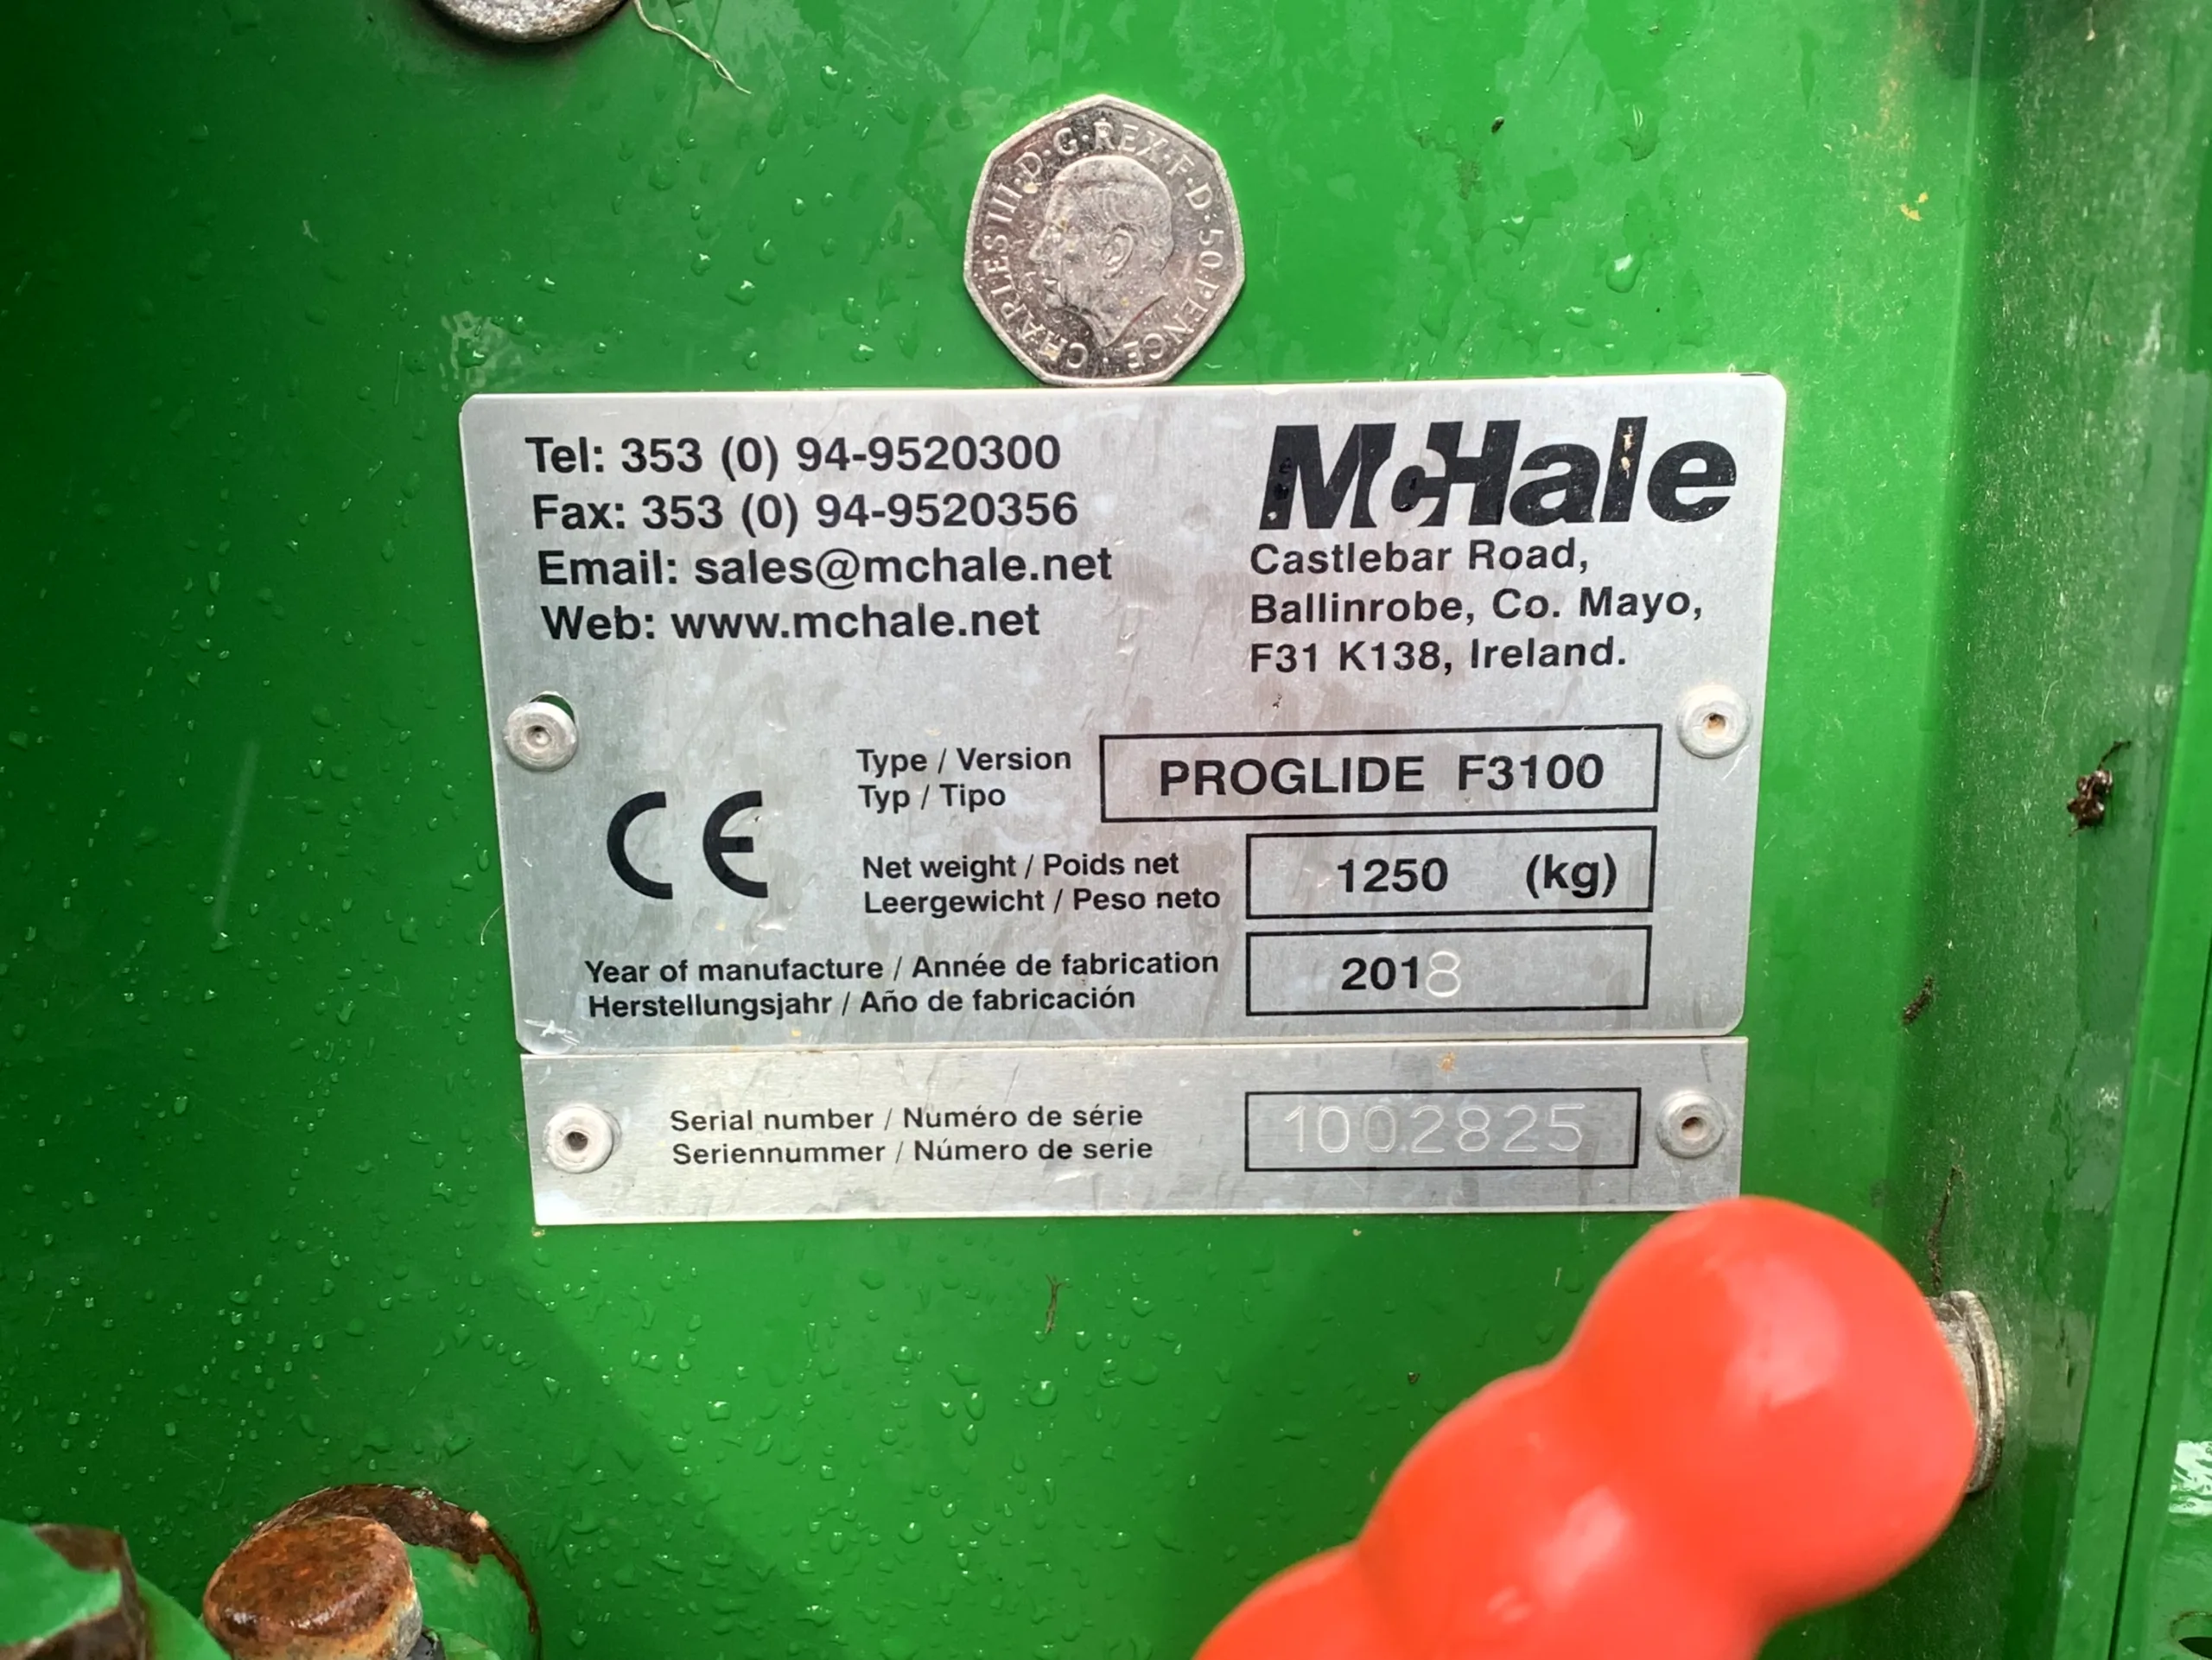 CHARLES III·D·G·REX·F·D·50 PENCE·
Tel: 353 (0) 94-9520300
Fax: 353 (0) 94-9520356
Email: sales@mchale.net
Web: www.mchale.net
McHale
Castlebar Road,
Ballinrobe, Co. Mayo,
F31 K138, Ireland.
CE
Type / Version
Typ / Tipo
PROGLIDE F3100
Net weight / Poids net
Leergewicht / Peso neto
1250 (kg)
Year of manufacture / Année de fabrication
Herstellungsjahr / Año de fabricación
2018
Serial number / Numéro de série
Seriennummer / Número de serie
1002825